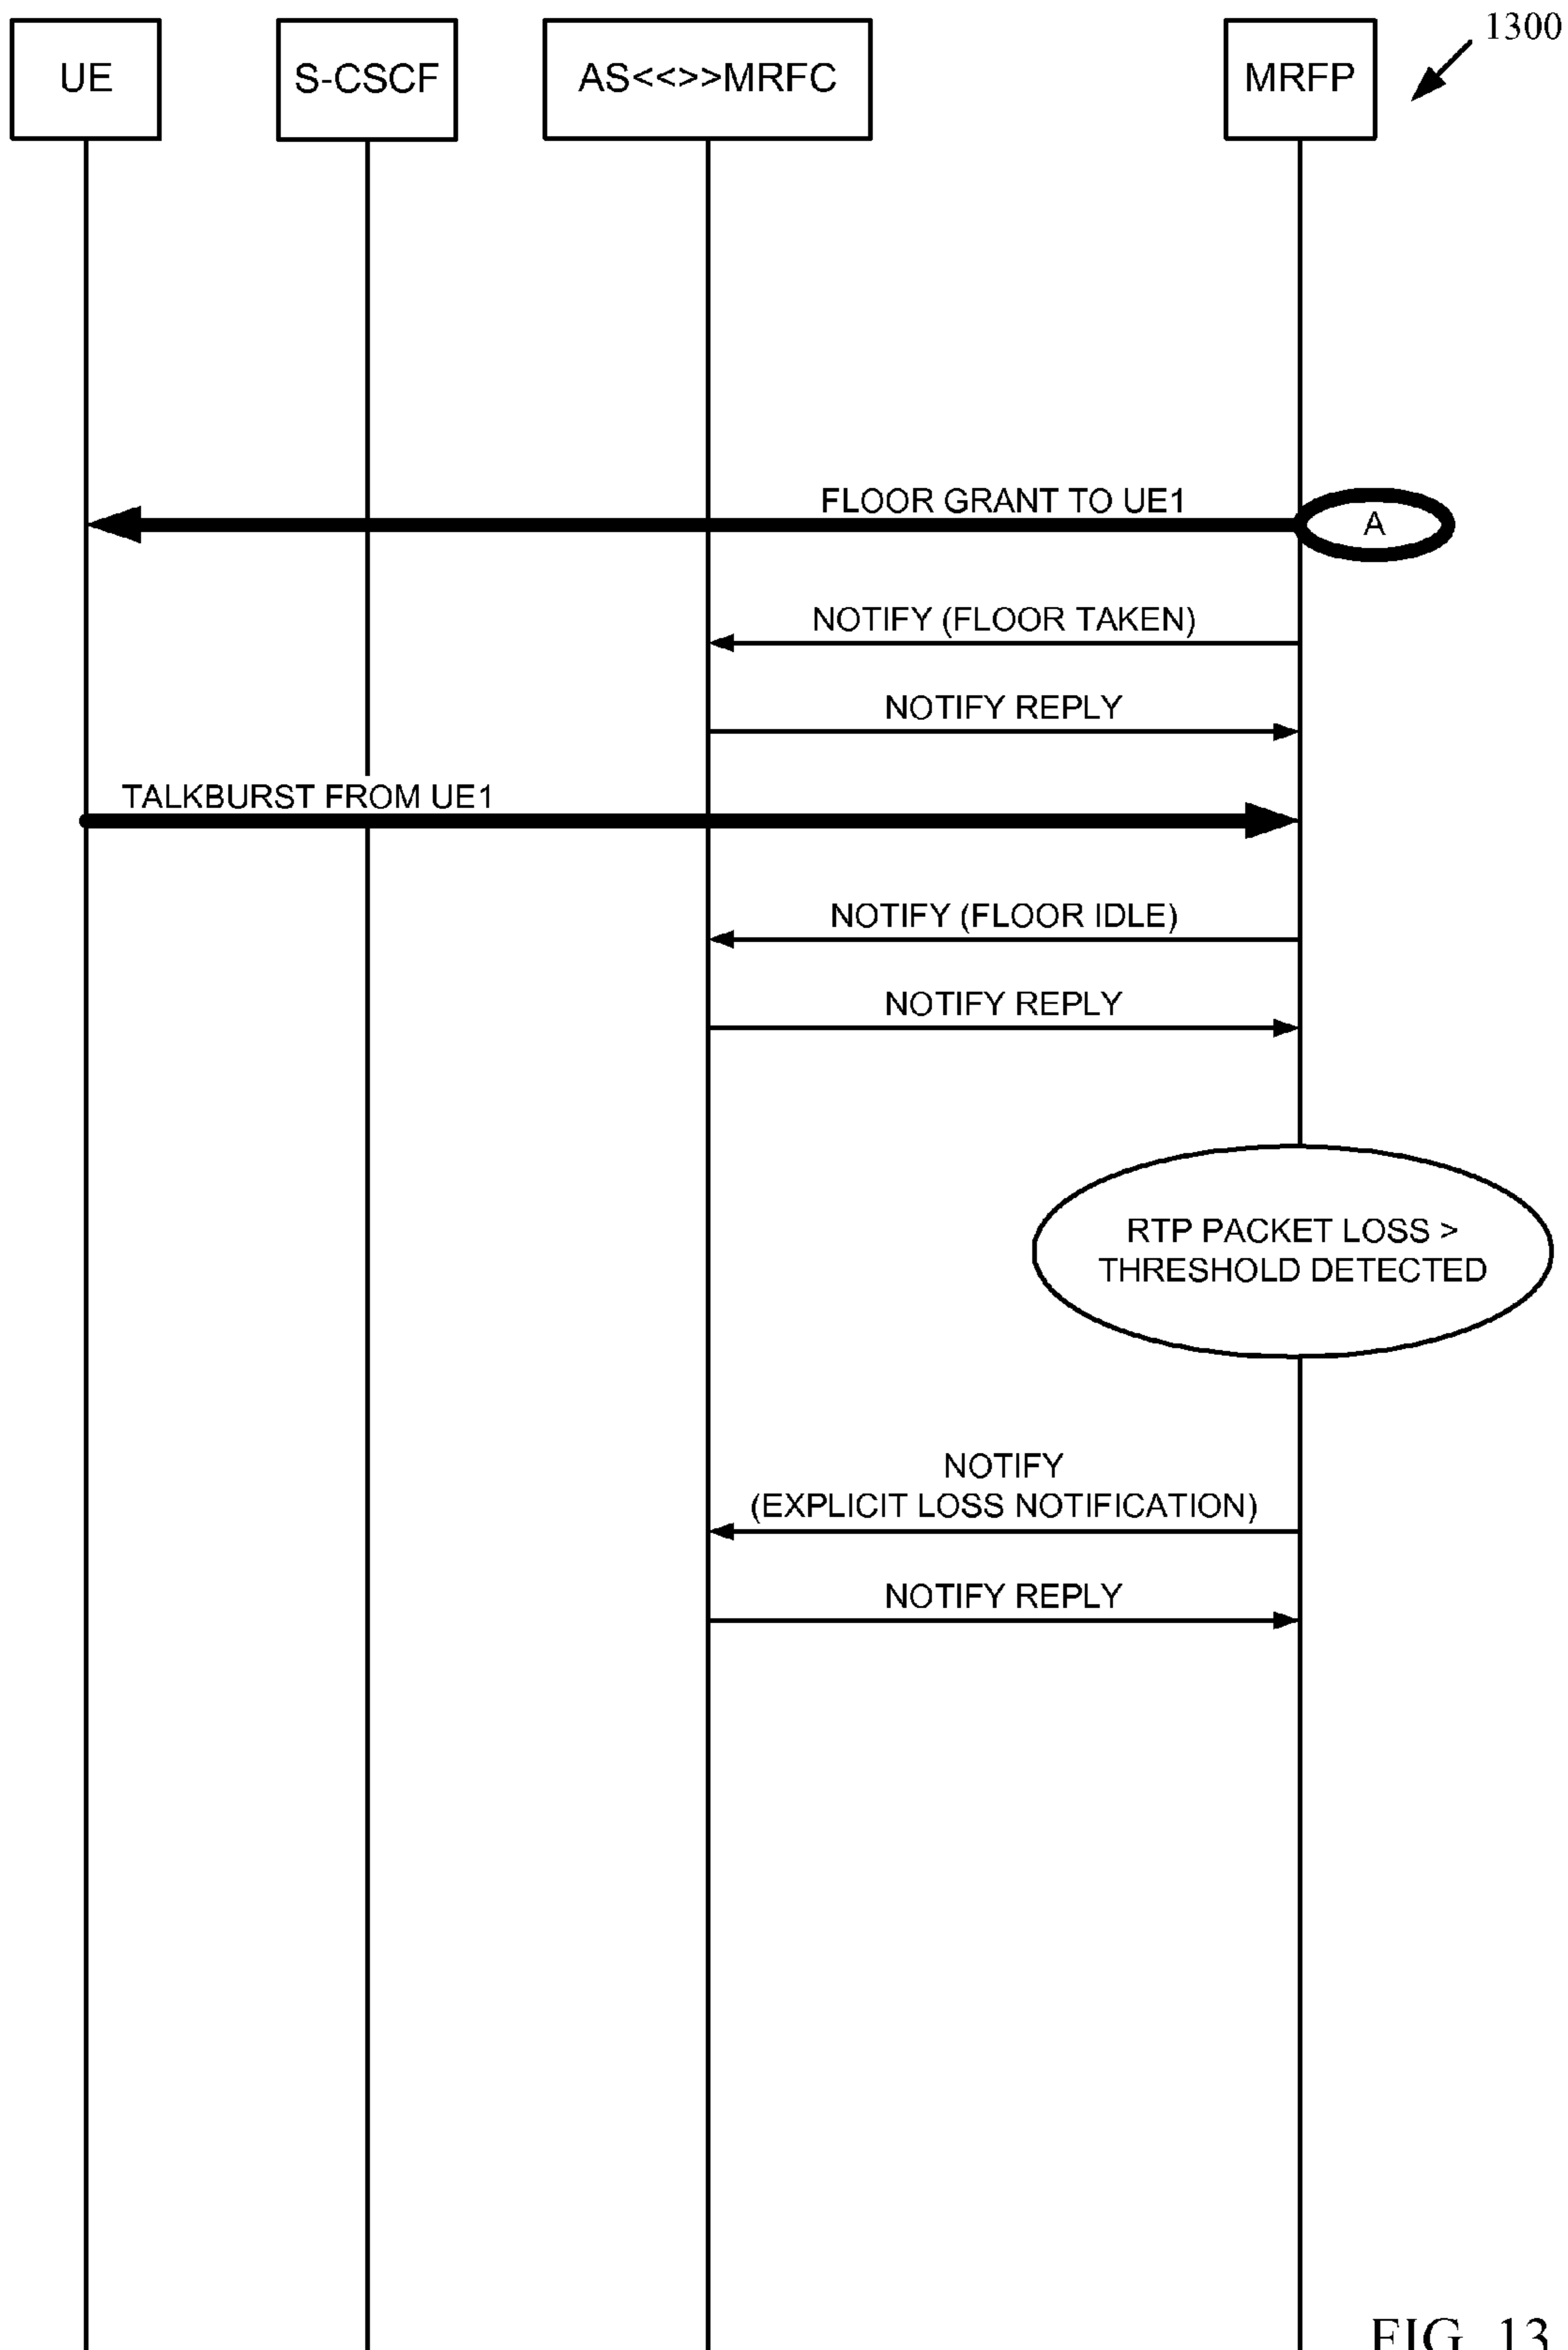 1300
UE
S-CSCF
AS<<>>MRFC
MRFP
FLOOR GRANT TO UE1
A
NOTIFY (FLOOR TAKEN)
NOTIFY REPLY
TALKBURST FROM UE1
NOTIFY (FLOOR IDLE)
NOTIFY REPLY
RTP PACKET LOSS >
THRESHOLD DETECTED
NOTIFY
(EXPLICIT LOSS NOTIFICATION)
NOTIFY REPLY
FIG. 13